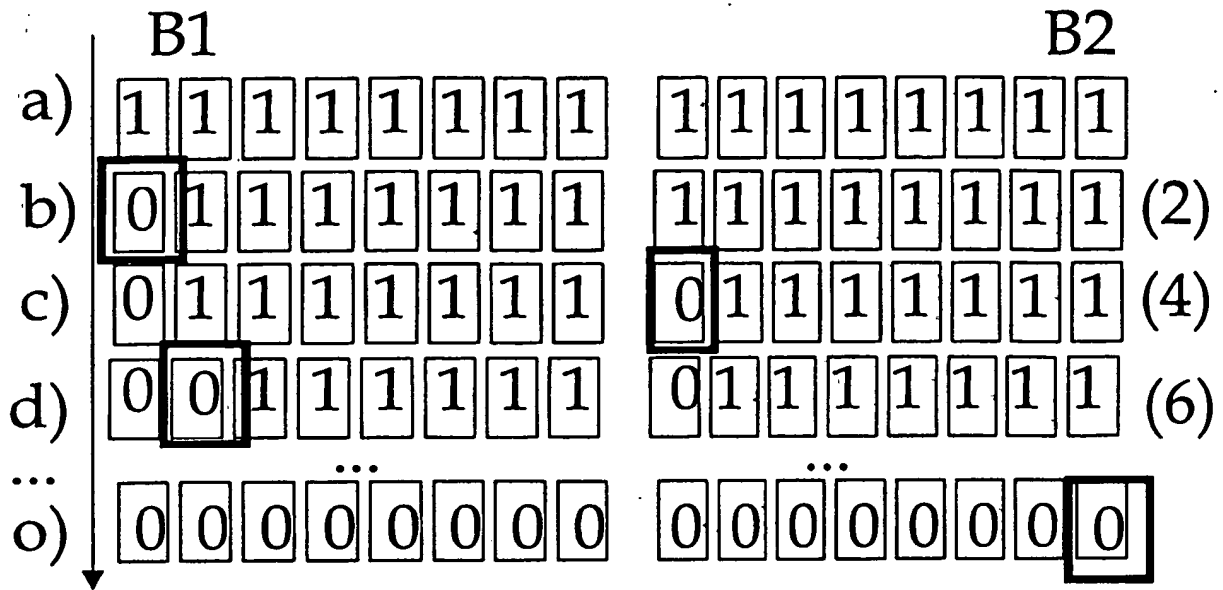 B1 B2
a) 1 1 1 1 1 1 1 1 1 1 1 1 1 1 1 1
b) 0 1 1 1 1 1 1 1 1 1 1 1 1 1 1 1 (2)
c) 0 1 1 1 1 1 1 1 0 1 1 1 1 1 1 1 (4)
d) 0 0 1 1 1 1 1 1 0 1 1 1 1 1 1 1 (6)
... ... ...
o) 0 0 0 0 0 0 0 0 0 0 0 0 0 0 0 0